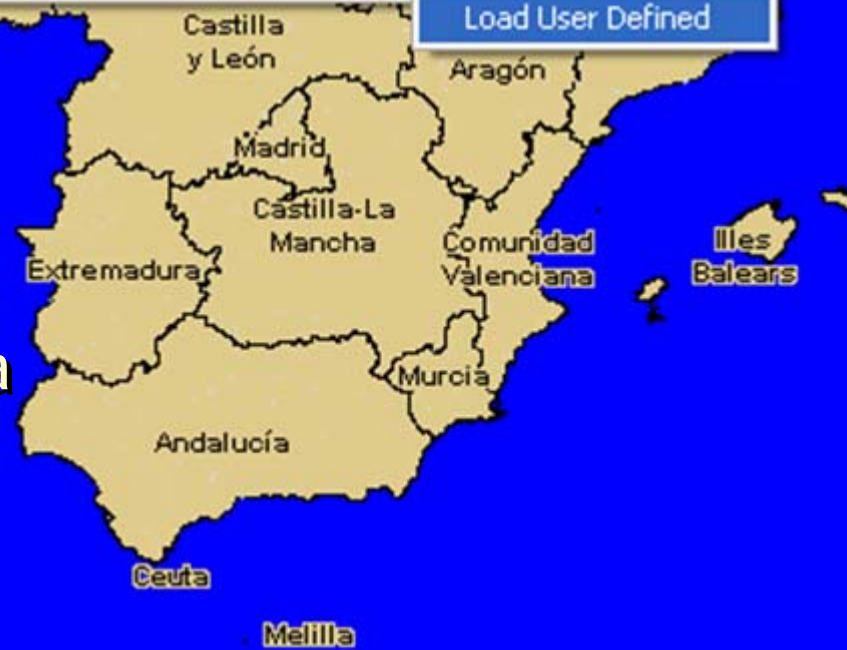 Load User Defined
Castilla
y León
Aragón
Madrid
Castilla-La
Mancha
Comunidad
Valenciana
Illes
Balears
Extremadura
a
Murcia
Andalucía
Ceuta
Melilla